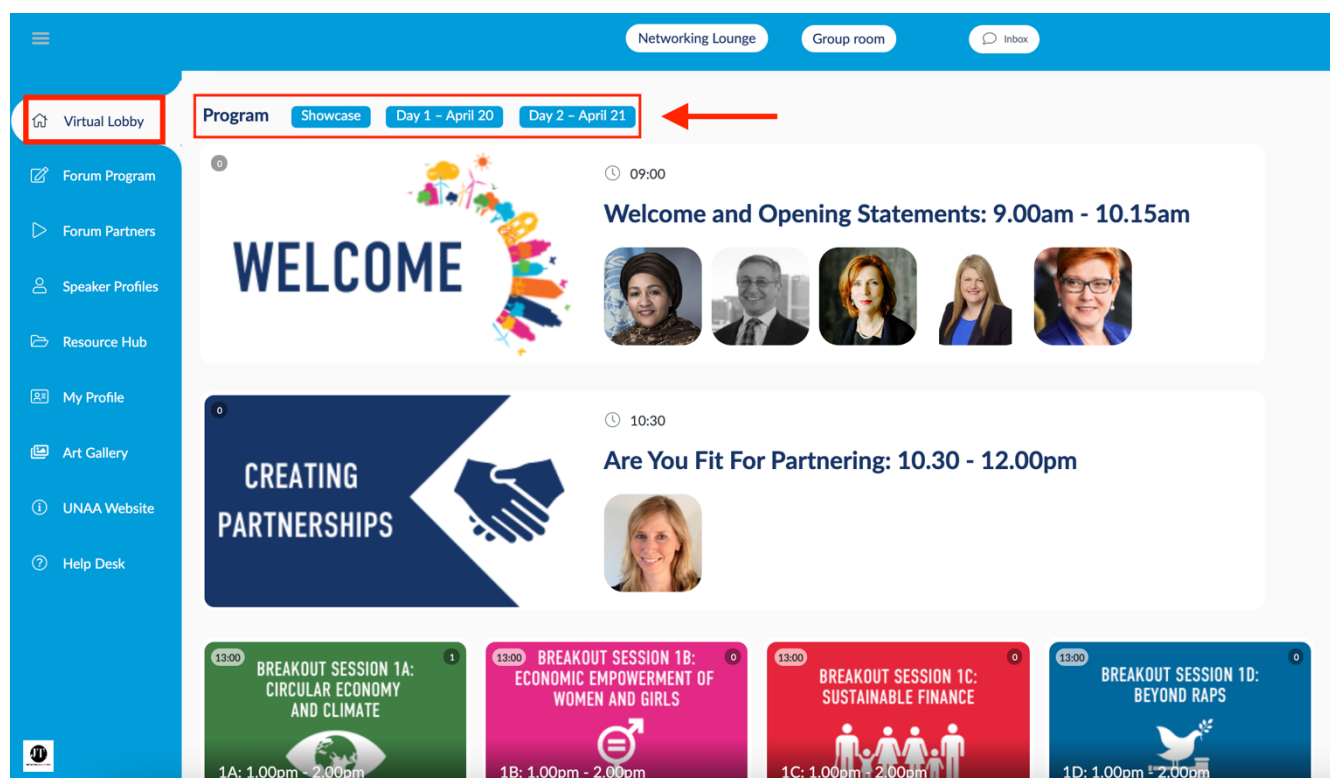 Networking Lounge
Group room
Inbox
Virtual Lobby
Forum Program
Forum Partners
Speaker Profiles
Resource Hub
My Profile
Art Gallery
UNAA Website
Help Desk
Program
Showcase
Day 1 – April 20
Day 2 – April 21
0
WELCOME
09:00
Welcome and Opening Statements: 9.00am - 10.15am
0
CREATING
PARTNERSHIPS
10:30
Are You Fit For Partnering: 10.30 - 12.00pm
13:00
1
BREAKOUT SESSION 1A:
CIRCULAR ECONOMY
AND CLIMATE
1A: 1.00pm - 2.00pm
13:00
0
BREAKOUT SESSION 1B:
ECONOMIC EMPOWERMENT OF
WOMEN AND GIRLS
1B: 1.00pm - 2.00pm
13:00
0
BREAKOUT SESSION 1C:
SUSTAINABLE FINANCE
1C: 1.00pm - 2.00pm
13:00
0
BREAKOUT SESSION 1D:
BEYOND RAPS
1D: 1.00pm - 2.00pm